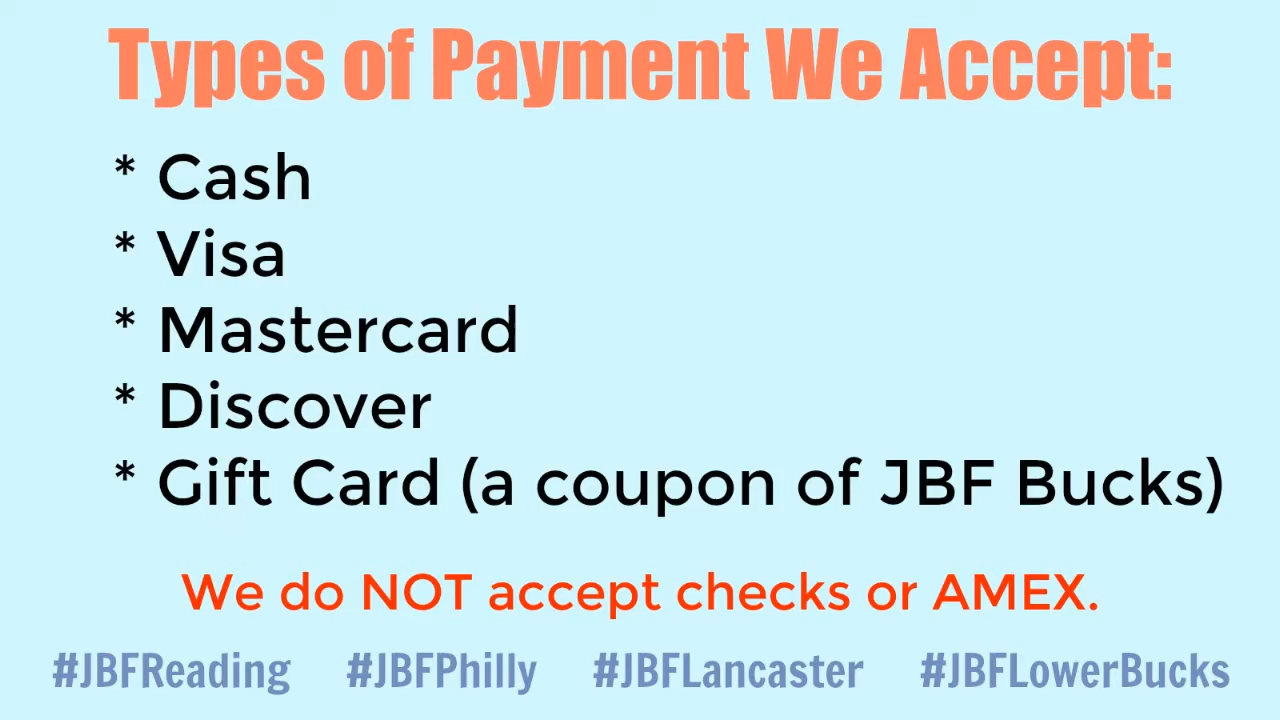 Types of Payment We Accept:
* Cash
* Visa
* Mastercard
* Discover
* Gift Card (a coupon of JBF Bucks)
We do NOT accept checks or AMEX.
#JBFReading #JBFPhilly #JBFLancaster #JBFLowerBucks